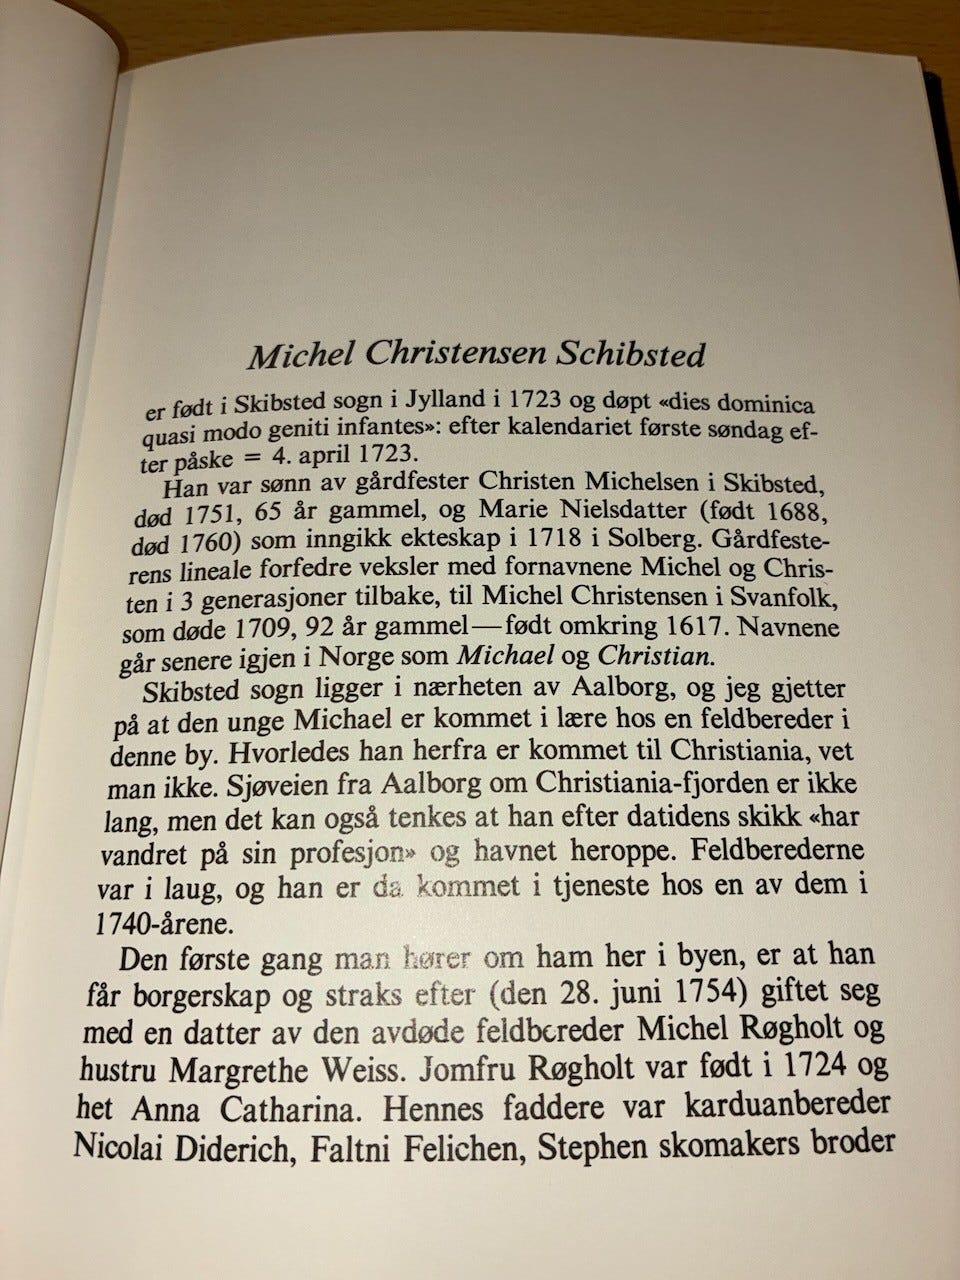 Michel Christensen Schibsted
er født i Skibsted sogn i Jylland i 1723 og døpt «dies dominica
quasi modo geniti infantes»: efter kalendariet første søndag ef-
ter påske = 4. april 1723.
Han var sønn av gårdfester Christen Michelsen i Skibsted,
død 1751, 65 år gammel, og Marie Nielsdatter (født 1688,
død 1760) som inngikk ekteskap i 1718 i Solberg. Gårdfeste-
rens lineale forfedre veksler med fornavnene Michel og Chris-
ten i 3 generasjoner tilbake, til Michel Christensen i Svanfolk,
som døde 1709, 92 år gammel—født omkring 1617. Navnene
går senere igjen i Norge som Michael og Christian.
Skibsted sogn ligger i nærheten av Aalborg, og jeg gjetter
på at den unge Michael er kommet i lære hos en feldbereder i
denne by. Hvorledes han herfra er kommet til Christiania, vet
man ikke. Sjøveien fra Aalborg om Christiania-fjorden er ikke
lang, men det kan også tenkes at han efter datidens skikk «har
vandret på sin profesjon» og havnet heroppe. Feldberederne
var i laug, og han er da kommet i tjeneste hos en av dem i
1740-årene.
Den første gang man hører om ham her i byen, er at han
får borgerskap og straks efter (den 28. juni 1754) giftet seg
med en datter av den avdøde feldbereder Michel Røgholt og
hustru Margrethe Weiss. Jomfru Røgholt var født i 1724 og
het Anna Catharina. Hennes faddere var karduanbereder
Nicolai Diderich, Faltni Felichen, Stephen skomakers broder